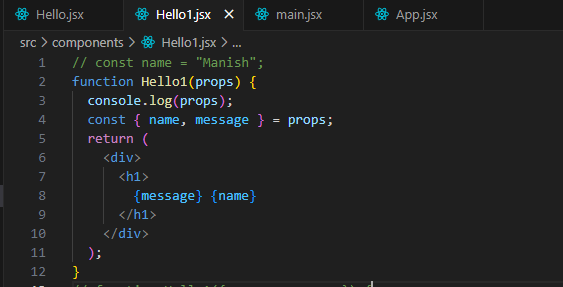 Hello.jsx Hello1.jsx × main.jsx App.jsx
src > components > Hello1.jsx > ...
1 // const name = "Manish";
2 function Hello1(props) {
3 console.log(props);
4 const { name, message } = props;
5 return (
6 <div>
7 <h1>
8 {message} {name}
9 </h1>
10 </div>
11 );
12 }